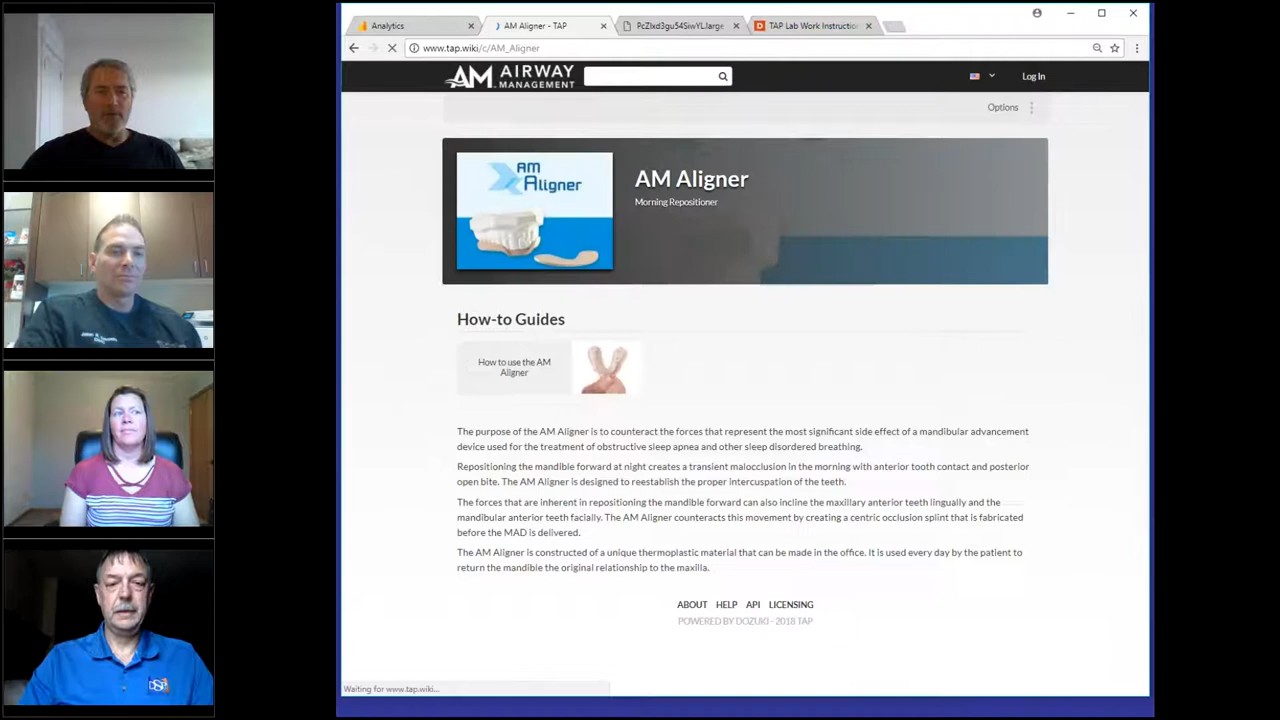 Analytics
AM Aligner - TAP
PcZlxd3gu54SiwYL.large
TAP Lab Work Instruction
www.tap.wiki/c/AM_Aligner
AM AIRWAY MANAGEMENT
Log In
Options
AM Aligner
AM Aligner
Morning Repositioner
How-to Guides
How to use the AM
Aligner
The purpose of the AM Aligner is to counteract the forces that represent the most significant side effect of a mandibular advancement
device used for the treatment of obstructive sleep apnea and other sleep disordered breathing.
Repositioning the mandible forward at night creates a transient malocclusion in the morning with anterior tooth contact and posterior
open bite. The AM Aligner is designed to reestablish the proper intercuspation of the teeth.
The forces that are inherent in repositioning the mandible forward can also incline the maxillary anterior teeth lingually and the
mandibular anterior teeth facially. The AM Aligner counteracts this movement by creating a centric occlusion splint that is fabricated
before the MAD is delivered.
The AM Aligner is constructed of a unique thermoplastic material that can be made in the office. It is used every day by the patient to
return the mandible the original relationship to the maxilla.
ABOUT HELP API LICENSING
POWERED BY DOZUKI - 2018 TAP
Waiting for www.tap.wiki...
DSP